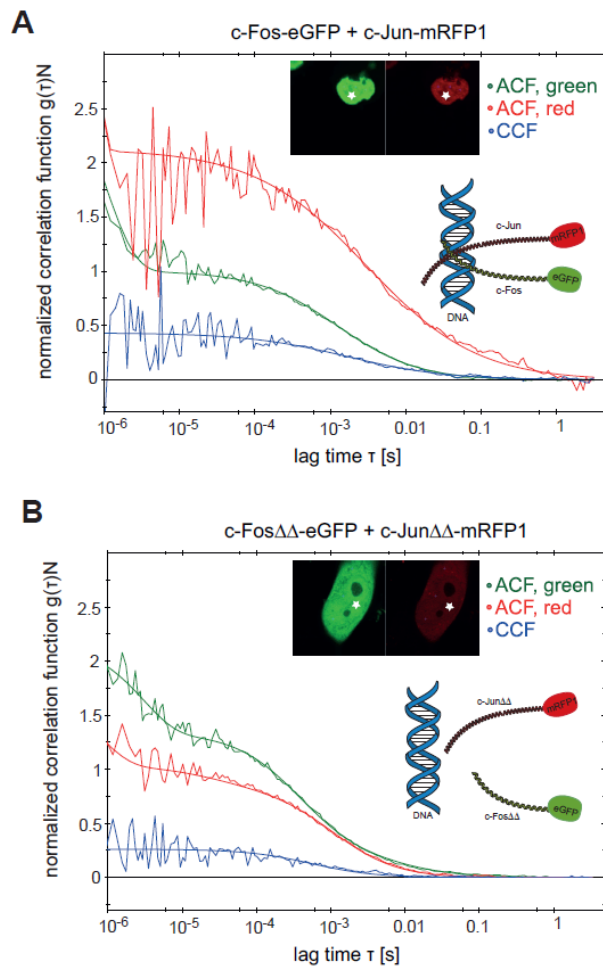 A
c-Fos-eGFP + c-Jun-mRFP1
normalized correlation function g(τ)N
2.5
2
1.5
1
0.5
0
ACF, green
ACF, red
CCF
c-Jun
mRFP1
eGFP
c-Fos
DNA
10-6
10-5
10-4
10-3
0.01
0.1
1
lag time τ [s]
B
c-FosΔΔ-eGFP + c-JunΔΔ-mRFP1
normalized correlation function g(τ)N
2.5
2
1.5
1
0.5
0
ACF, green
ACF, red
CCF
c-JunΔΔ
mRFP1
eGFP
c-FosΔΔ
DNA
10-6
10-5
10-4
10-3
0.01
0.1
1
lag time τ [s]